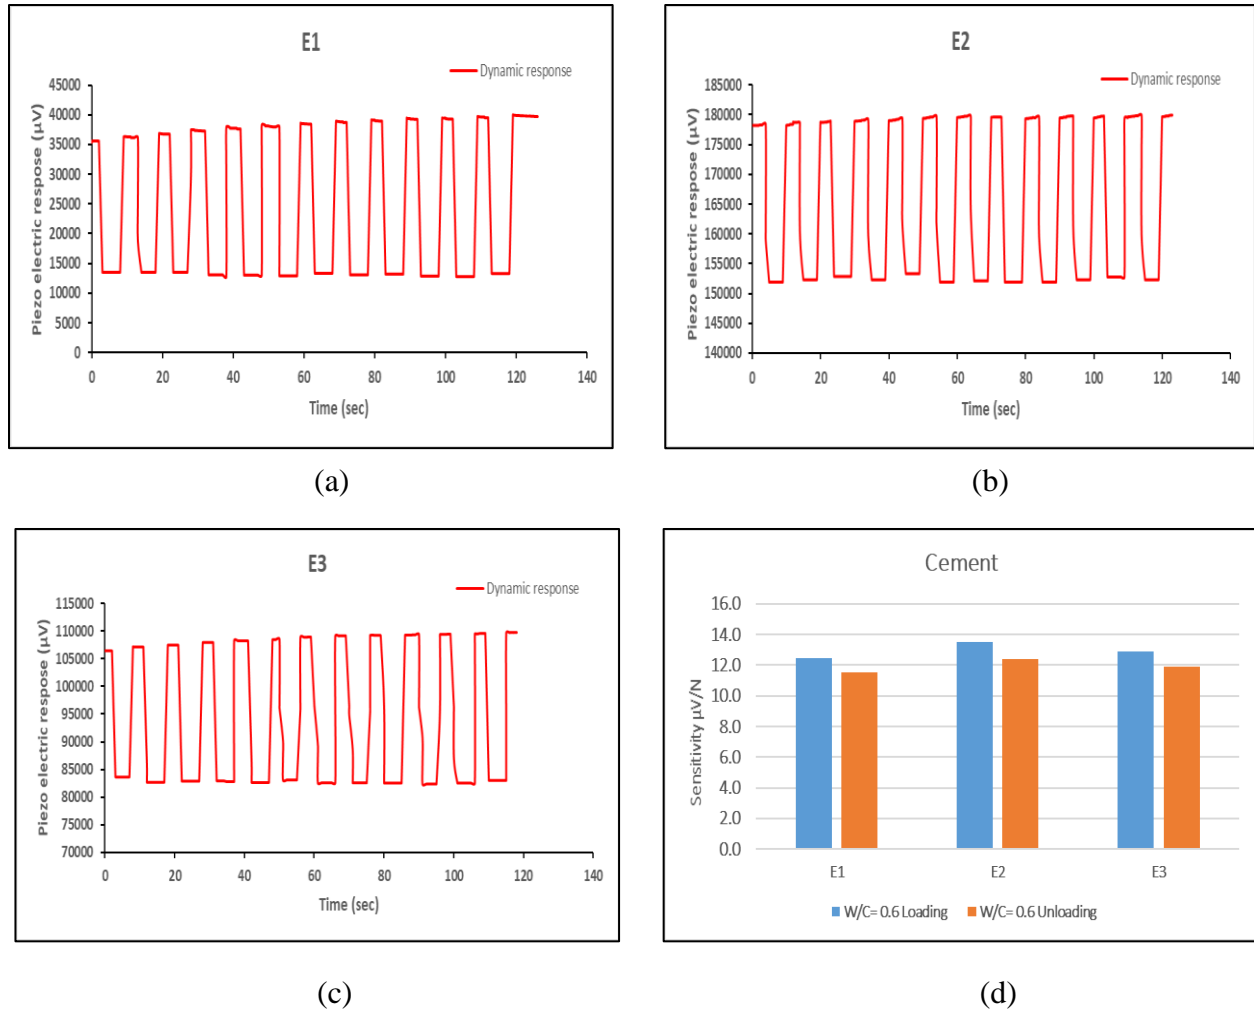 E1
Dynamic response
Piezo electric respose (µV)
45000
40000
35000
30000
25000
20000
15000
10000
5000
0
0 20 40 60 80 100 120 140
Time (sec)
(a)
E2
Dynamic response
Piezo electric respose (µV)
185000
180000
175000
170000
165000
160000
155000
150000
145000
140000
0 20 40 60 80 100 120 140
Time (sec)
(b)
E3
Dynamic response
Piezo electric respose (µV)
115000
110000
105000
100000
95000
90000
85000
80000
75000
70000
0 20 40 60 80 100 120 140
Time (sec)
(c)
Cement
Sensitivity µV/N
16.0
14.0
12.0
10.0
8.0
6.0
4.0
2.0
0.0
E1 E2 E3
W/C= 0.6 Loading W/C= 0.6 Unloading
(d)